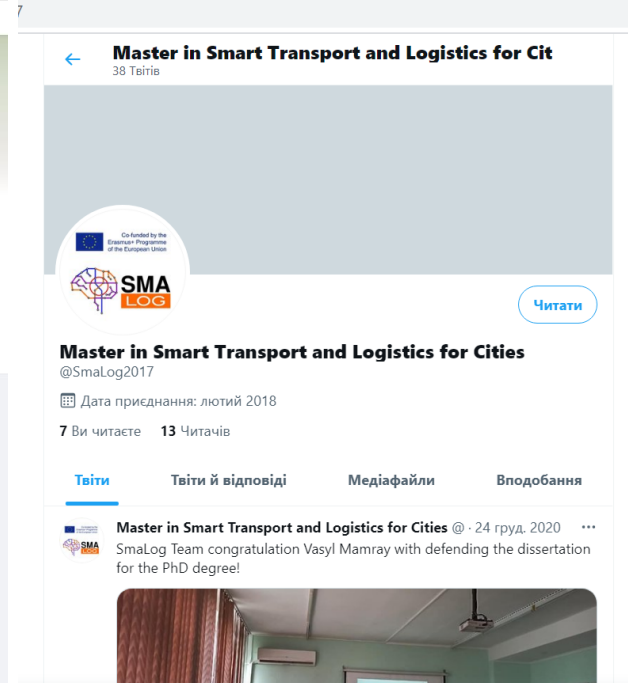 Master in Smart Transport and Logistics for Cit
38 Твітів
Co-funded by the
Erasmus+ Programme
of the European Union
SMA
LOG
Читати
Master in Smart Transport and Logistics for Cities
@SmaLog2017
Дата приєднання: лютий 2018
7 Ви читаєте 13 Читачів
Твіти Твіти й відповіді Медіафайли Вподобання
Master in Smart Transport and Logistics for Cities @ · 24 груд. 2020
SmaLog Team congratulation Vasyl Mamray with defending the dissertation
for the PhD degree!
SMA
LOG